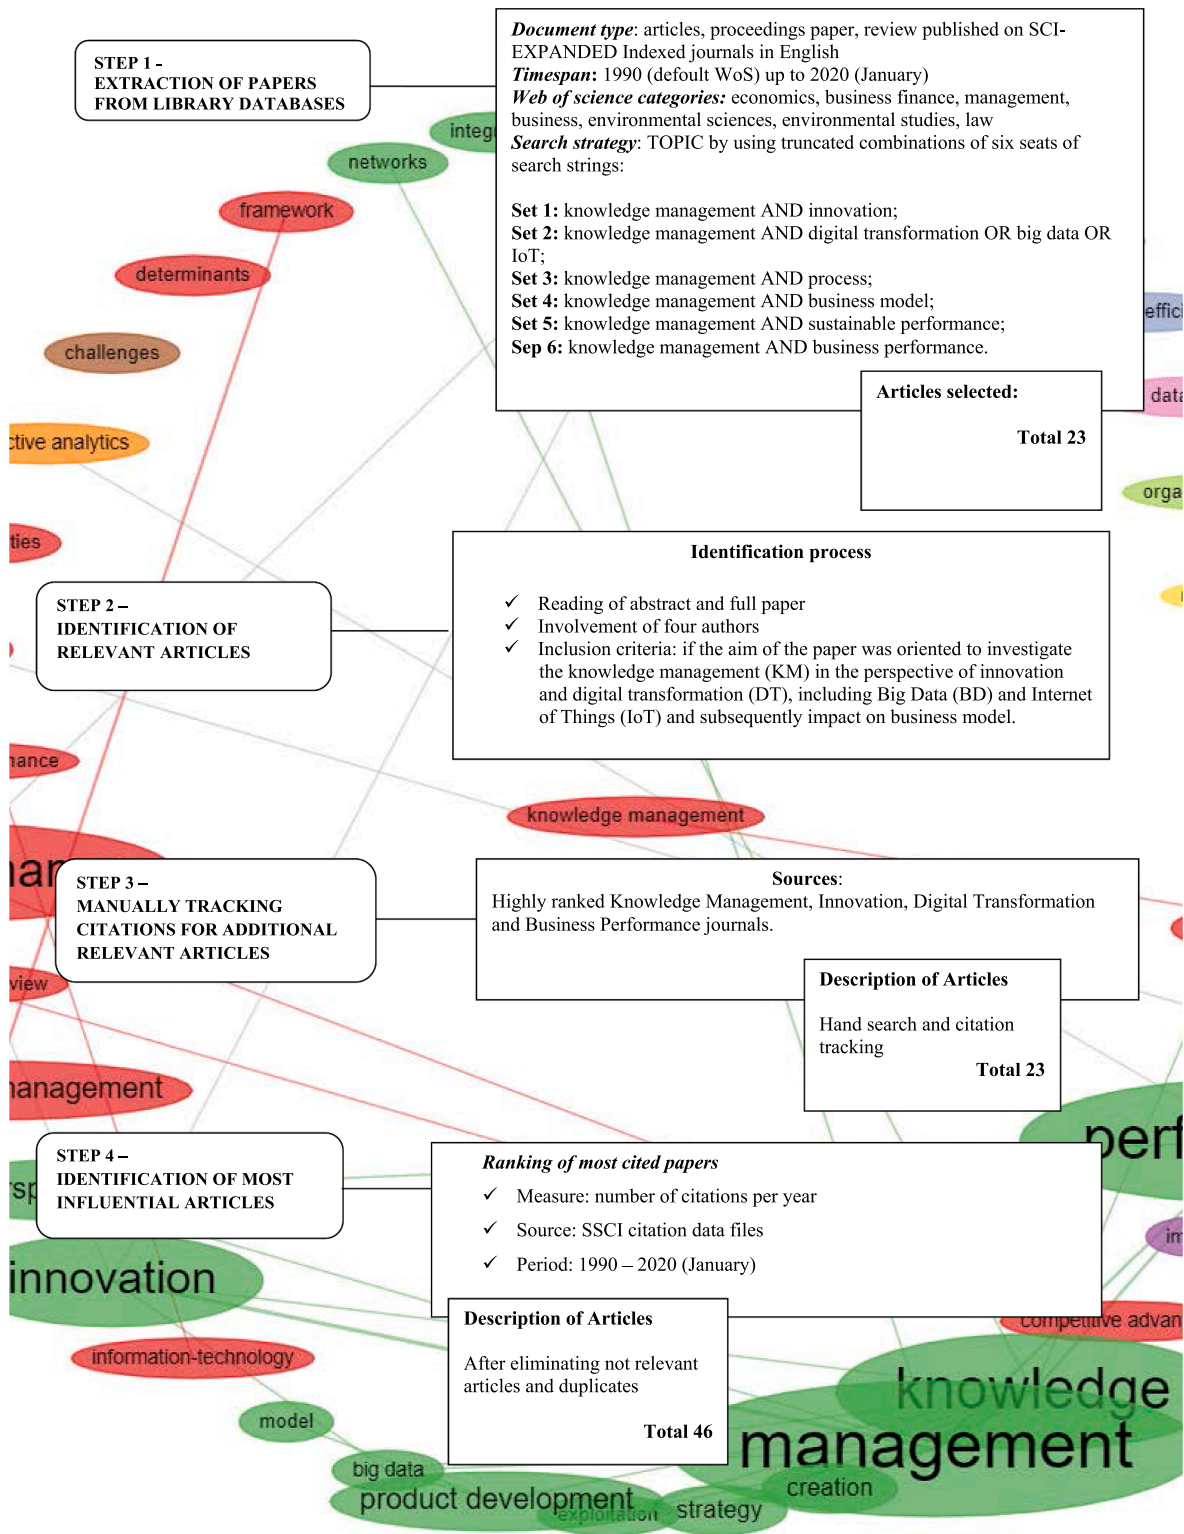 STEP 1 –
EXTRACTION OF PAPERS
FROM LIBRARY DATABASES
Document type: articles, proceedings paper, review published on SCI-
EXPANDED Indexed journals in English
Timespan: 1990 (defoult WoS) up to 2020 (January)
Web of science categories: economics, business finance, management,
business, environmental sciences, environmental studies, law
Search strategy: TOPIC by using truncated combinations of six seats of
search strings:
Set 1: knowledge management AND innovation;
Set 2: knowledge management AND digital transformation OR big data OR
IoT;
Set 3: knowledge management AND process;
Set 4: knowledge management AND business model;
Set 5: knowledge management AND sustainable performance;
Sep 6: knowledge management AND business performance.
Articles selected:
Total 23
integ
networks
framework
determinants
challenges
ctive analytics
ties
effici
data
orga
STEP 2 –
IDENTIFICATION OF
RELEVANT ARTICLES
Identification process
✓ Reading of abstract and full paper
✓ Involvement of four authors
✓ Inclusion criteria: if the aim of the paper was oriented to investigate
the knowledge management (KM) in the perspective of innovation
and digital transformation (DT), including Big Data (BD) and Internet
of Things (IoT) and subsequently impact on business model.
nance
knowledge management
nan
STEP 3 –
MANUALLY TRACKING
CITATIONS FOR ADDITIONAL
RELEVANT ARTICLES
Sources:
Highly ranked Knowledge Management, Innovation, Digital Transformation
and Business Performance journals.
Description of Articles
Hand search and citation
tracking
Total 23
view
nanagement
perf
STEP 4 –
IDENTIFICATION OF MOST
INFLUENTIAL ARTICLES
Ranking of most cited papers
✓ Measure: number of citations per year
✓ Source: SSCI citation data files
✓ Period: 1990 – 2020 (January)
rsp
im
innovation
Description of Articles
After eliminating not relevant
articles and duplicates
Total 46
competitive advan
information-technology
knowledge
management
model
big data
product development
exploitation
strategy
creation